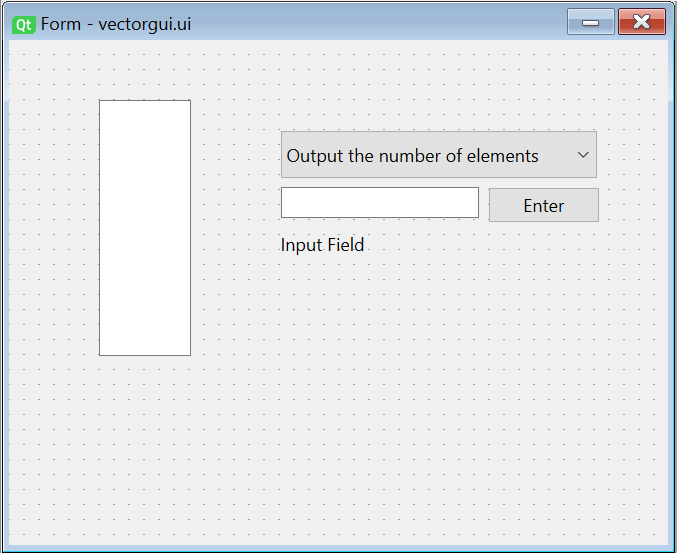 Qt Form - vectorgui.ui
Output the number of elements
Enter
Input Field